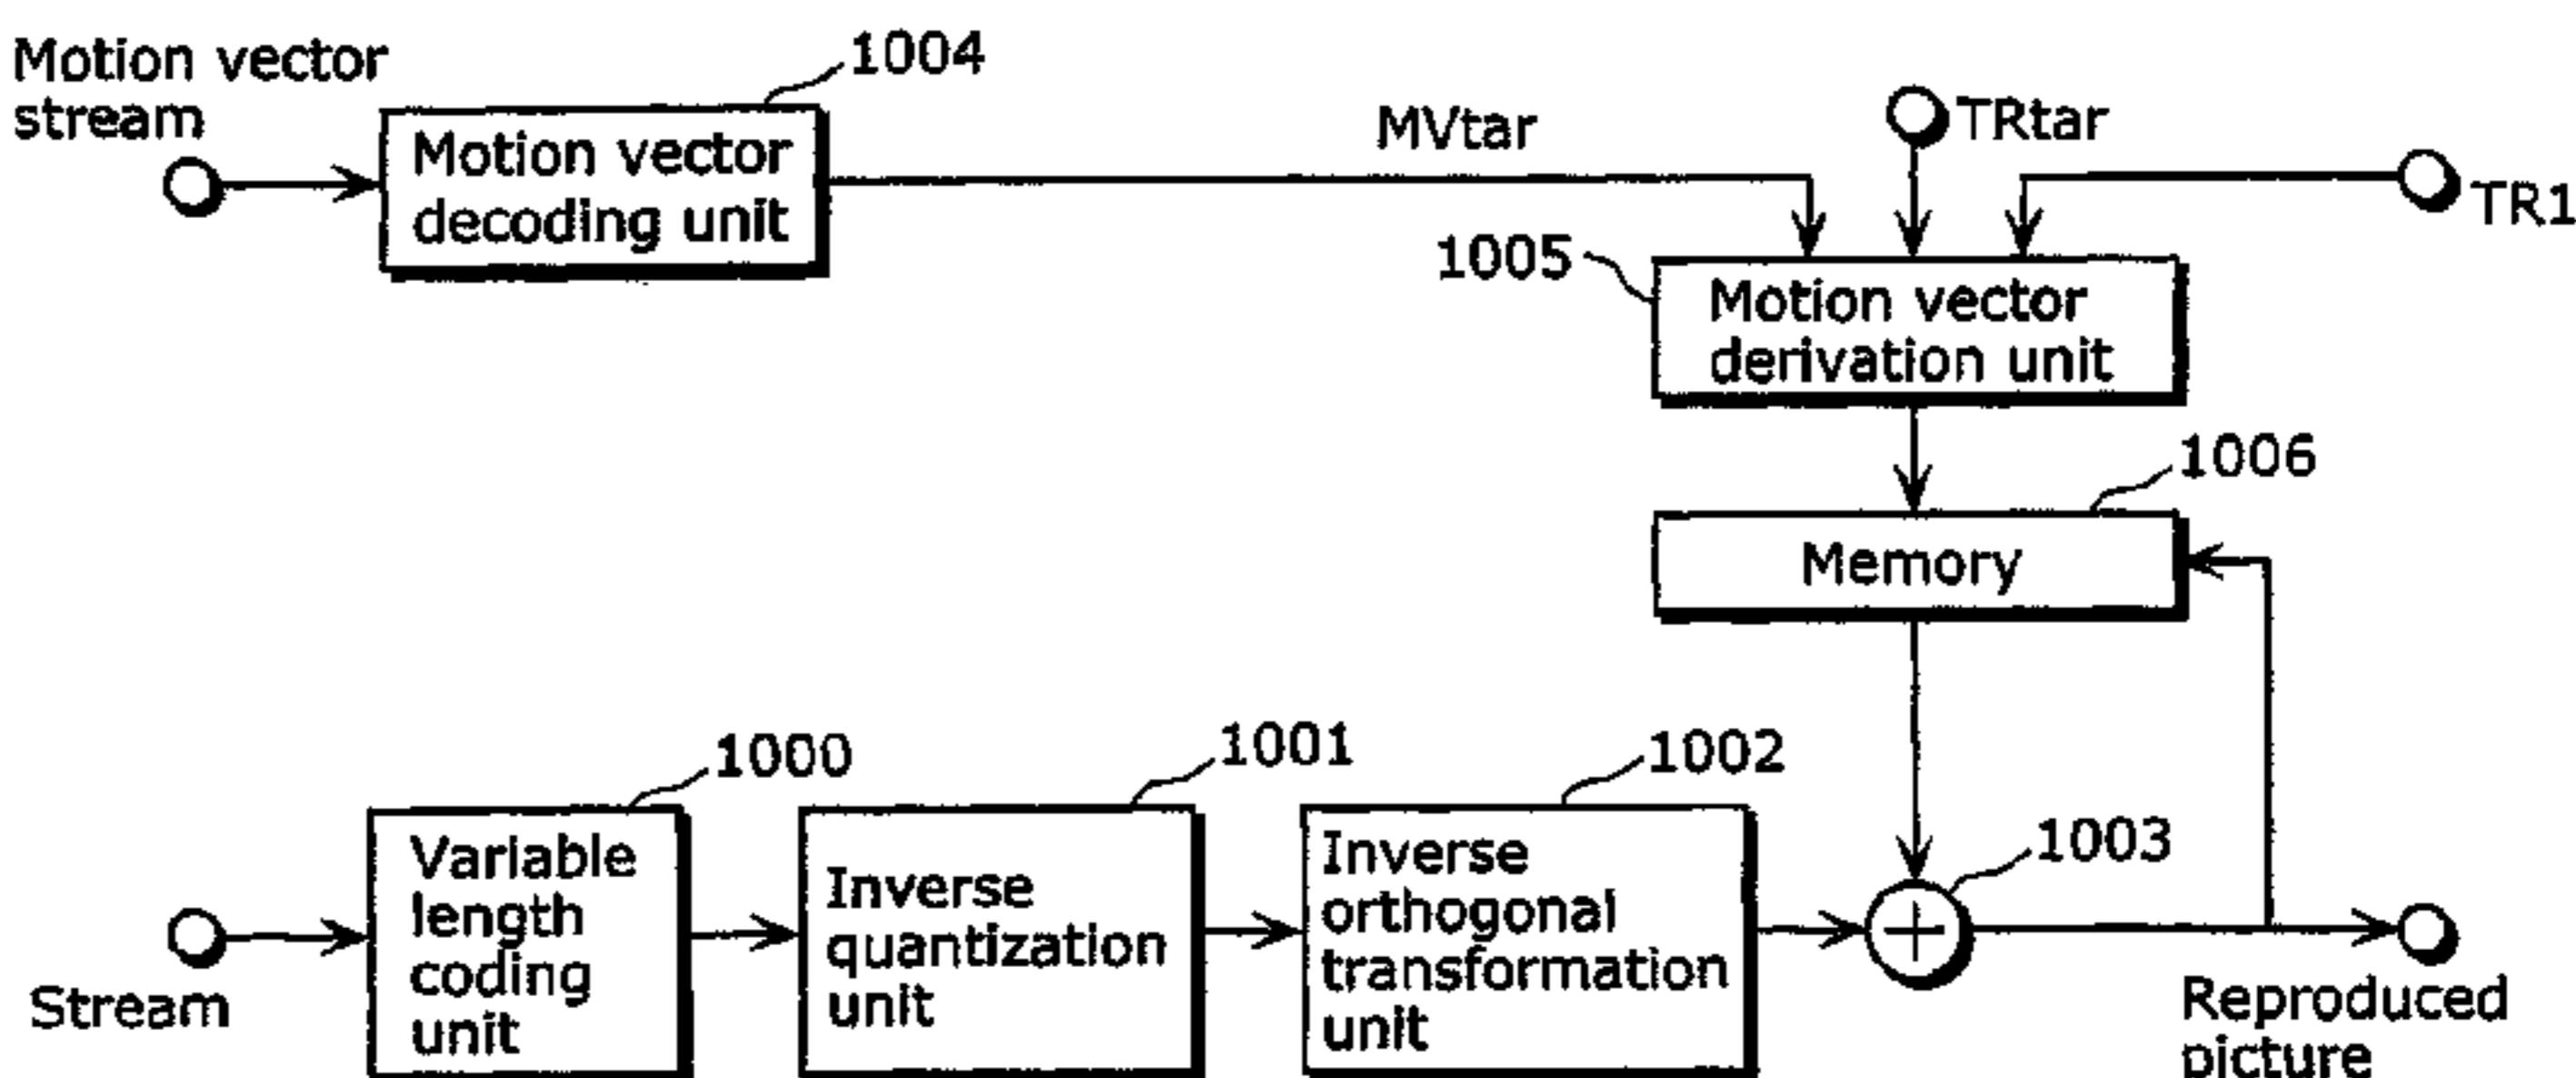 Motion vector
stream
1004
Motion vector
decoding unit
MVtar
TRtar
TR1
1005
Motion vector
derivation unit
1006
Memory
1000
1001
1002
1003
Variable
length
coding
unit
Inverse
quantization
unit
Inverse
orthogonal
transformation
unit
Stream
Reproduced
picture